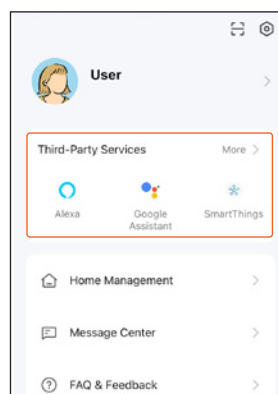 User
Third-Party Services More
Alexa Google Assistant SmartThings
Home Management
Message Center
FAQ & Feedback